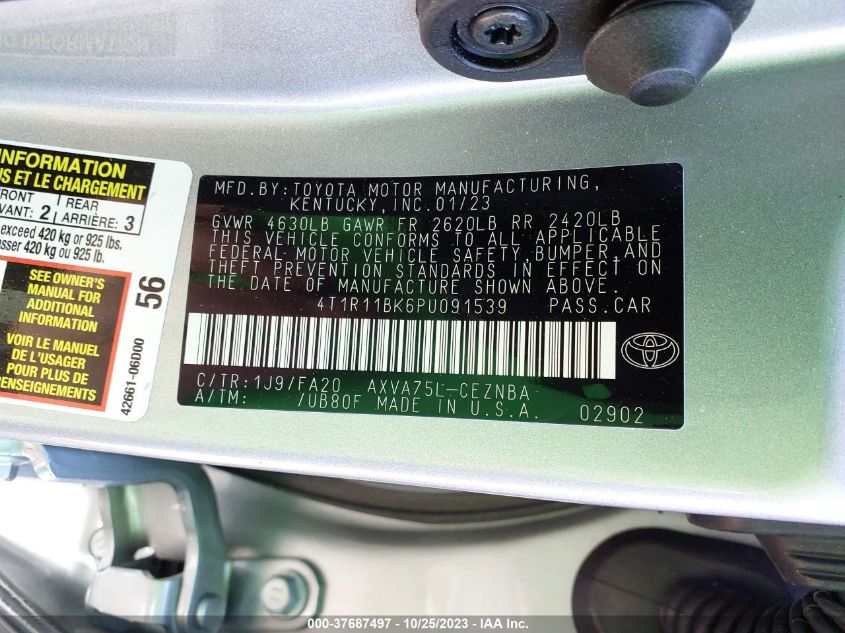 NFORMATION
US ET LE CHARGEMENT
FRONT REAR
VANT: 2 ARRIÈRE: 3
exceed 420 kg or 925 lbs.
asser 420 kg ou 925 lb.
SEE OWNER'S
MANUAL FOR
ADDITIONAL
INFORMATION
VOIR LE MANUEL
DE L'USAGER
POUR PLUS DE
RENSEIGNEMENTS
56
42661-06D00
MFD.BY:TOYOTA MOTOR MANUFACTURING,
KENTUCKY,INC.01/23
GVWR 4630LB GAWR FR 2620LB RR 2420LB
THIS VEHICLE CONFORMS TO ALL APPLICABLE
FEDERAL MOTOR VEHICLE SAFETY,BUMPER,AND
THEFT PREVENTION STANDARDS IN EFFECT ON
THE DATE OF MANUFACTURE SHOWN ABOVE.
4T1R11BK6PU091539 PASS.CAR
C/TR:1J9/FA20 AXVA75L-CEZNBA
A/TM: /UB80F MADE IN U.S.A. 02902
000-37687497 - 10/25/2023 - IAA Inc.